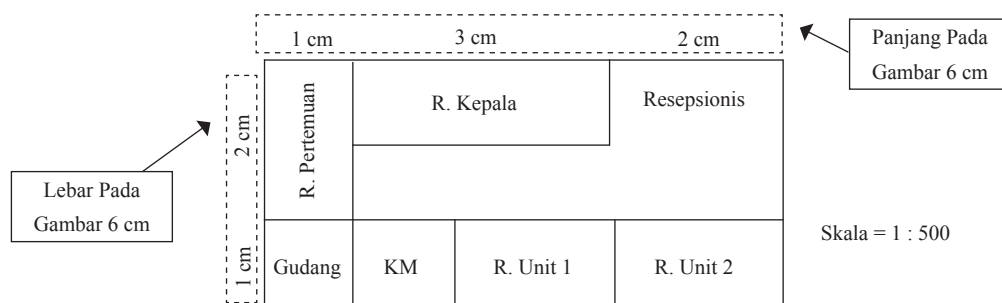 1 cm 3 cm 2 cm
Panjang Pada
Gambar 6 cm
2 cm
R. Pertemuan
R. Kepala
Resepsionis
Lebar Pada
Gambar 6 cm
Skala = 1 : 500
1 cm
Gudang KM R. Unit 1 R. Unit 2